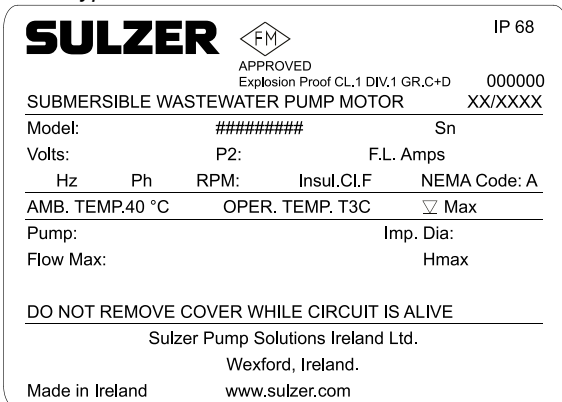 SULZER FM IP 68
APPROVED
Explosion Proof CL.1 DIV.1 GR.C+D 000000
SUBMERSIBLE WASTEWATER PUMP MOTOR XX/XXXX
Model: ######### Sn
Volts: P2: F.L. Amps
Hz Ph RPM: Insul.Cl.F NEMA Code: A
AMB. TEMP.40 °C OPER. TEMP. T3C ▽ Max
Pump: Imp. Dia:
Flow Max: Hmax
DO NOT REMOVE COVER WHILE CIRCUIT IS ALIVE
Sulzer Pump Solutions Ireland Ltd.
Wexford, Ireland.
Made in Ireland www.sulzer.com